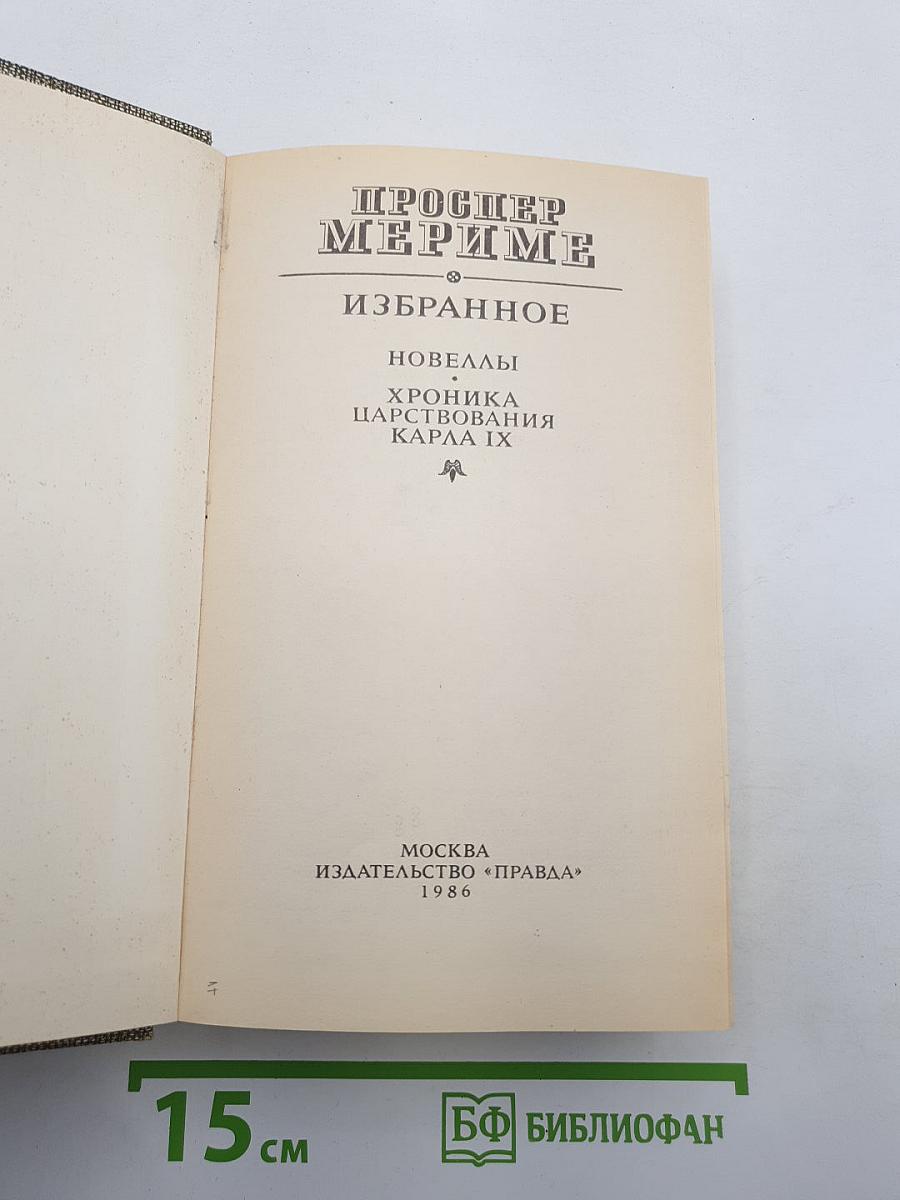 ПРОСПЕР
МЕРИМЕ
ИЗБРАННОЕ
НОВЕЛЛЫ
•
ХРОНИКА
ЦАРСТВОВАНИЯ
КАРЛА IX
МОСКВА
ИЗДАТЕЛЬСТВО «ПРАВДА»
1986
15 см
БФ БИБЛИОФАН